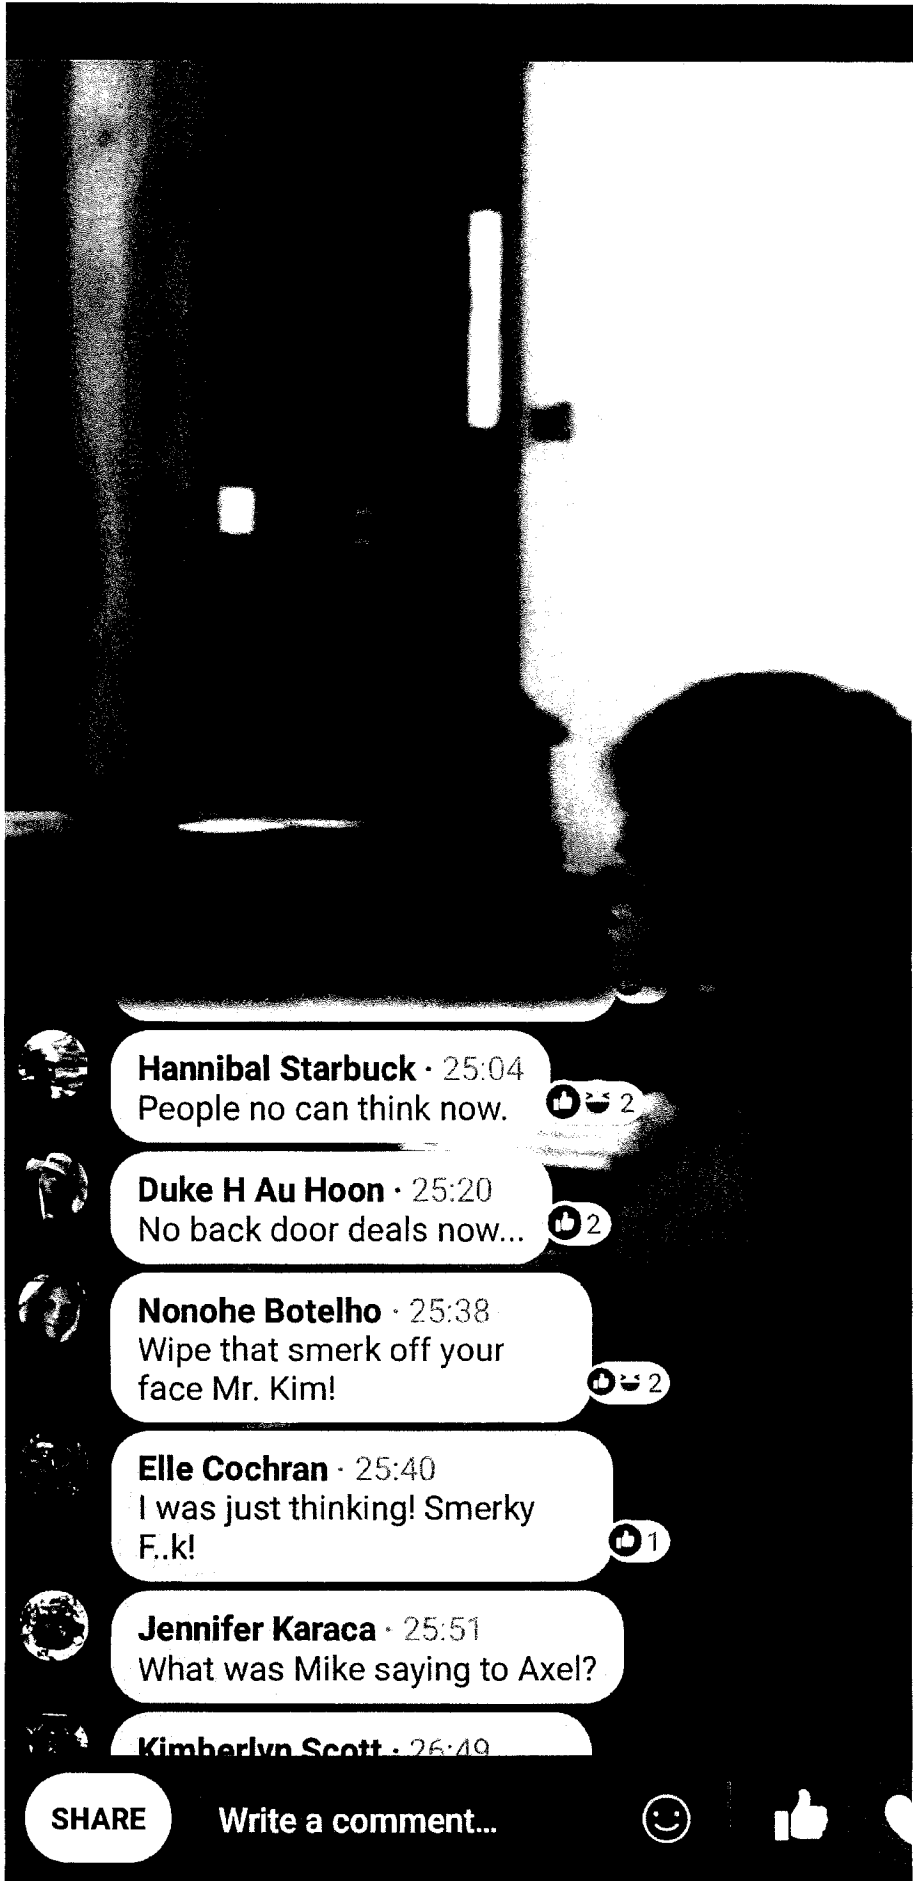 Hannibal Starbuck · 25:04
People no can think now.
2
Duke H Au Hoon · 25:20
No back door deals now...
2
Nonohe Botelho · 25:38
Wipe that smerk off your
face Mr. Kim!
2
Elle Cochran · 25:40
I was just thinking! Smerky
F..k!
1
Jennifer Karaca · 25:51
What was Mike saying to Axel?
Kimberlyn Scott · 26:49
SHARE
Write a comment...